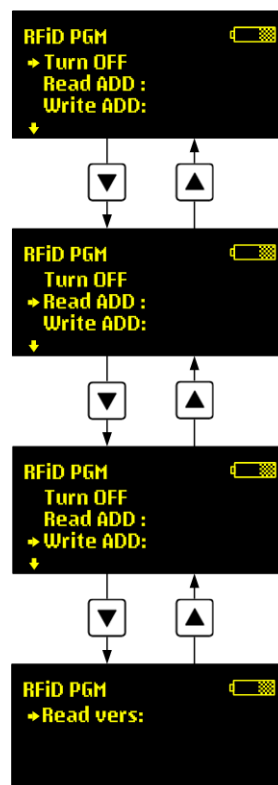 RFiD PGM
Turn OFF
Read ADD :
Write ADD:
RFiD PGM
Turn OFF
Read ADD :
Write ADD:
RFiD PGM
Turn OFF
Read ADD :
Write ADD:
RFiD PGM
Read vers: